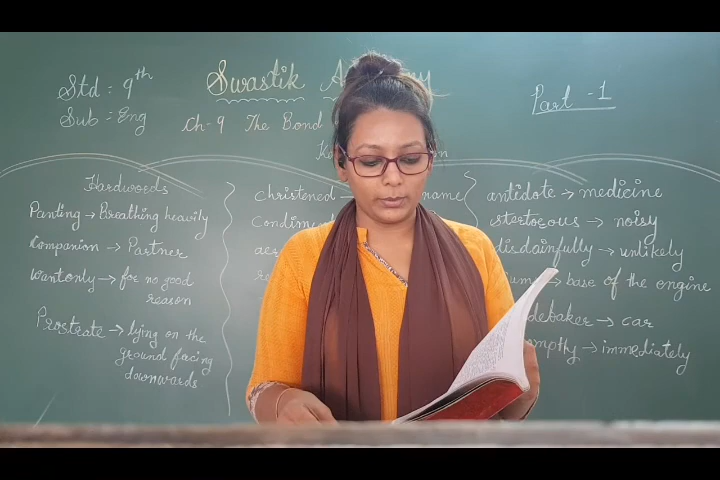 Std : 9th
Sub : Eng
Swastik
Part - 1
Ch - 9 The Bond
Hardwords
Panting → Breathing heavily
Companion → Partner
wantonly → for no good
reason
Prostrate → lying on the
ground facing
downwards
christened → name
antidote → medicine
stertorous → noisy
disdainfully → unlikely
→ base of the engine
→ car
→ immediately